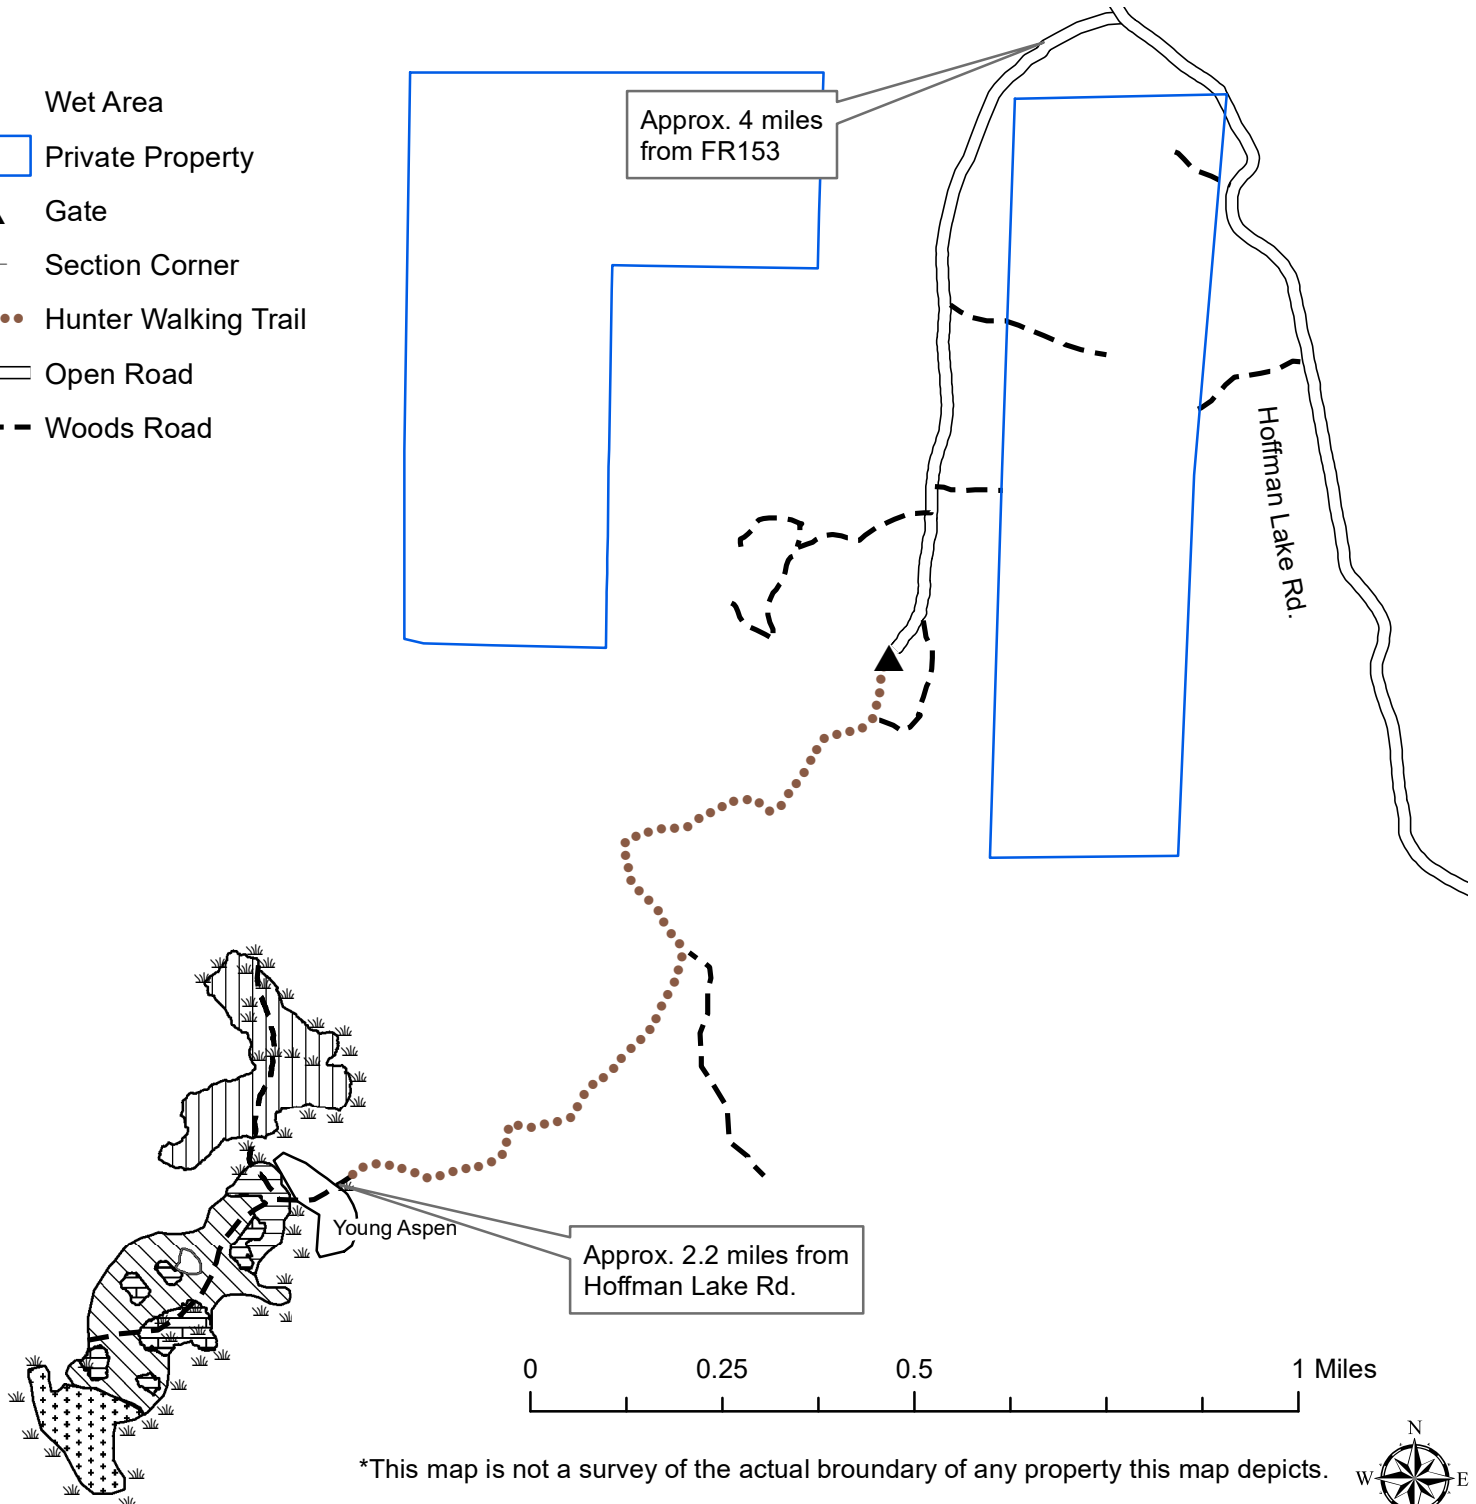 Wet Area
Private Property
Gate
Section Corner
Hunter Walking Trail
Open Road
Woods Road
Approx. 4 miles
from FR153
Hoffman Lake Rd.
Young Aspen
Approx. 2.2 miles from
Hoffman Lake Rd.
0 0.25 0.5 1 Miles
*This map is not a survey of the actual broundary of any property this map depicts.
N
W E